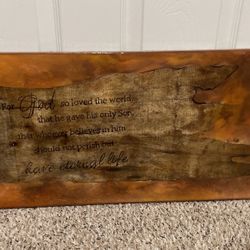 For God so loved the world,
that he gave his only Son,
that whoever believes in him
should not perish but
have eternal life